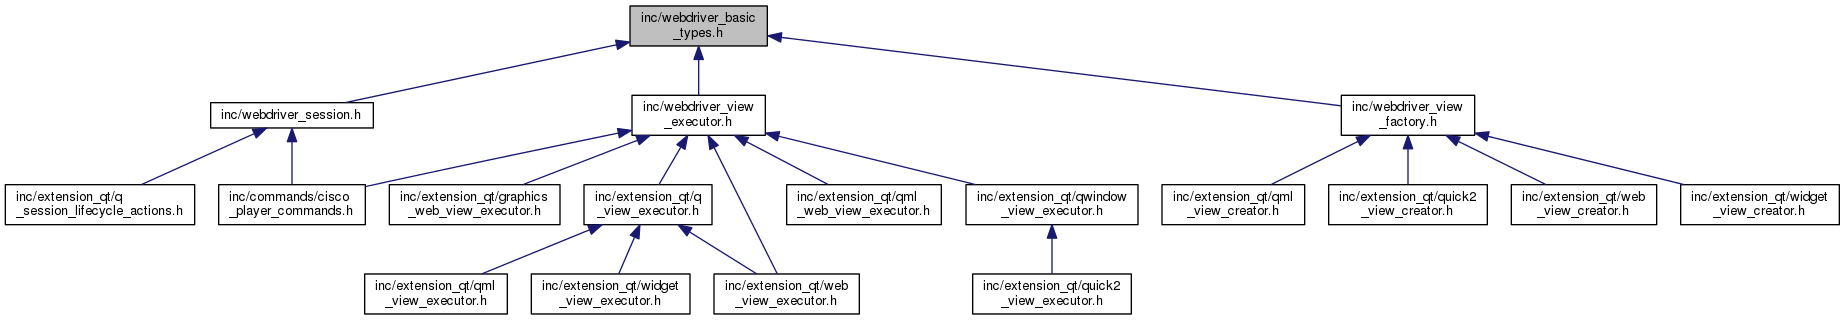 inc/webdriver_basic
_types.h
inc/webdriver_session.h
inc/webdriver_view
_executor.h
inc/webdriver_view
_factory.h
inc/extension_qt/q
_session_lifecycle_actions.h
inc/commands/cisco
_player_commands.h
inc/extension_qt/graphics
_web_view_executor.h
inc/extension_qt/q
_view_executor.h
inc/extension_qt/qml
_web_view_executor.h
inc/extension_qt/qwindow
_view_executor.h
inc/extension_qt/qml
_view_creator.h
inc/extension_qt/quick2
_view_creator.h
inc/extension_qt/web
_view_creator.h
inc/extension_qt/widget
_view_creator.h
inc/extension_qt/qml
_view_executor.h
inc/extension_qt/widget
_view_executor.h
inc/extension_qt/web
_view_executor.h
inc/extension_qt/quick2
_view_executor.h